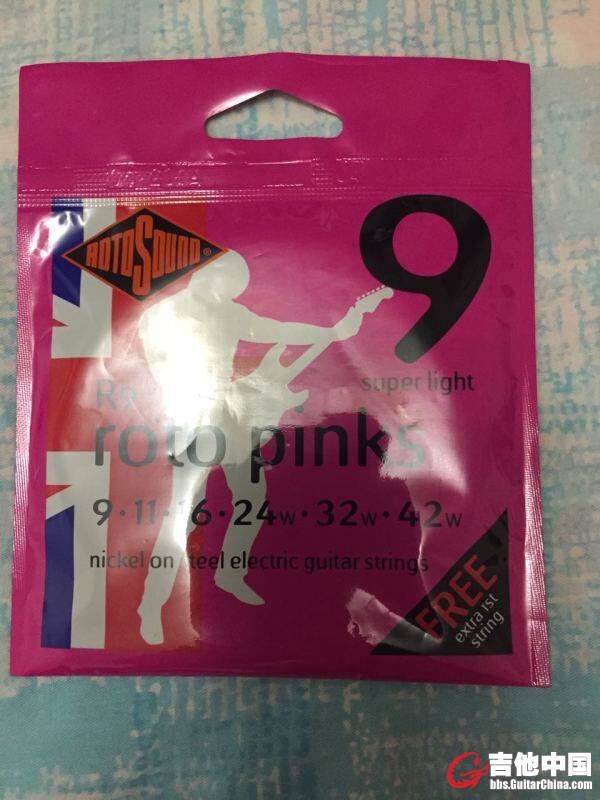 9
ROTOSOUND®
super light
R9
roto pinks
9·11·16·24w·32w·42w
nickel on steel electric guitar strings
FREE
extra 1st
string
吉他中国
bbs.GuitarChina.com